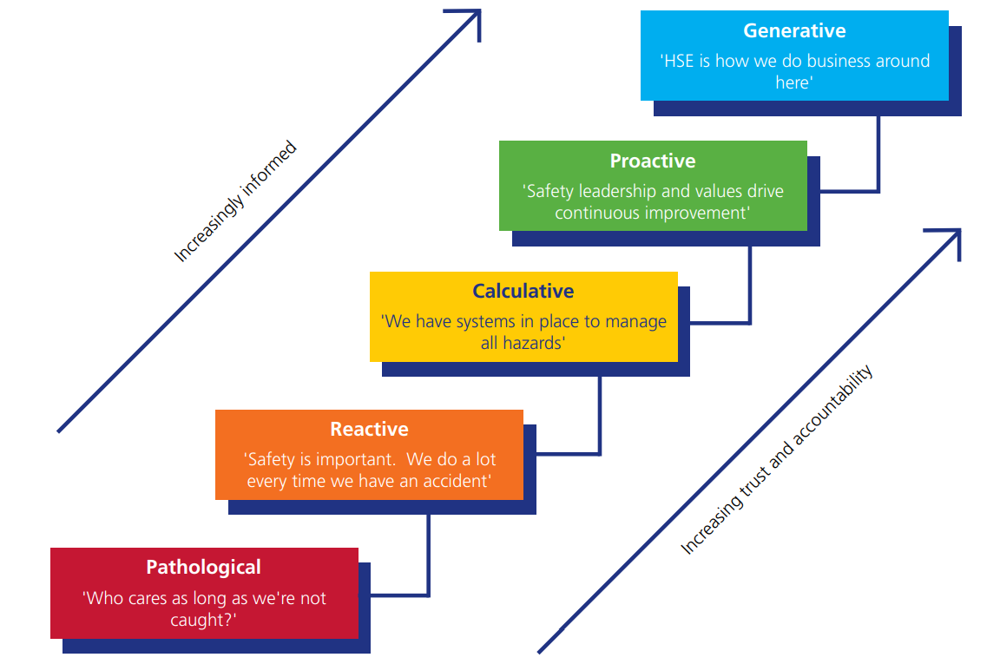 Generative
'HSE is how we do business around
here'
Increasingly informed
Proactive
'Safety leadership and values drive
continuous improvement'
Calculative
'We have systems in place to manage
all hazards'
Increasing trust and accountability
Reactive
'Safety is important.  We do a lot
every time we have an accident'
Pathological
'Who cares as long as we're not
caught?'